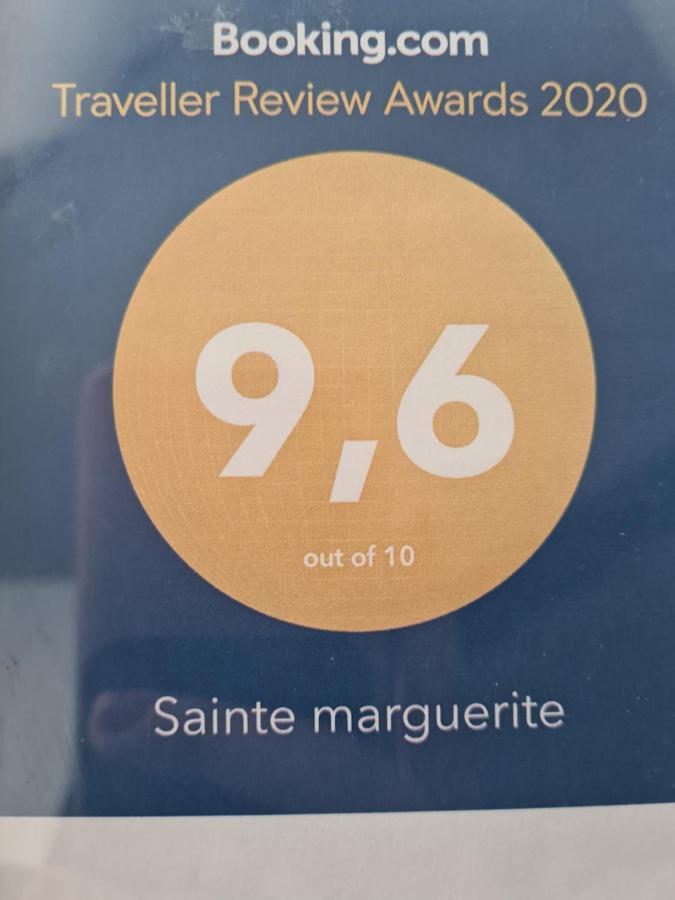 Booking.com
Traveller Review Awards 2020
9,6
out of 10
Sainte marguerite